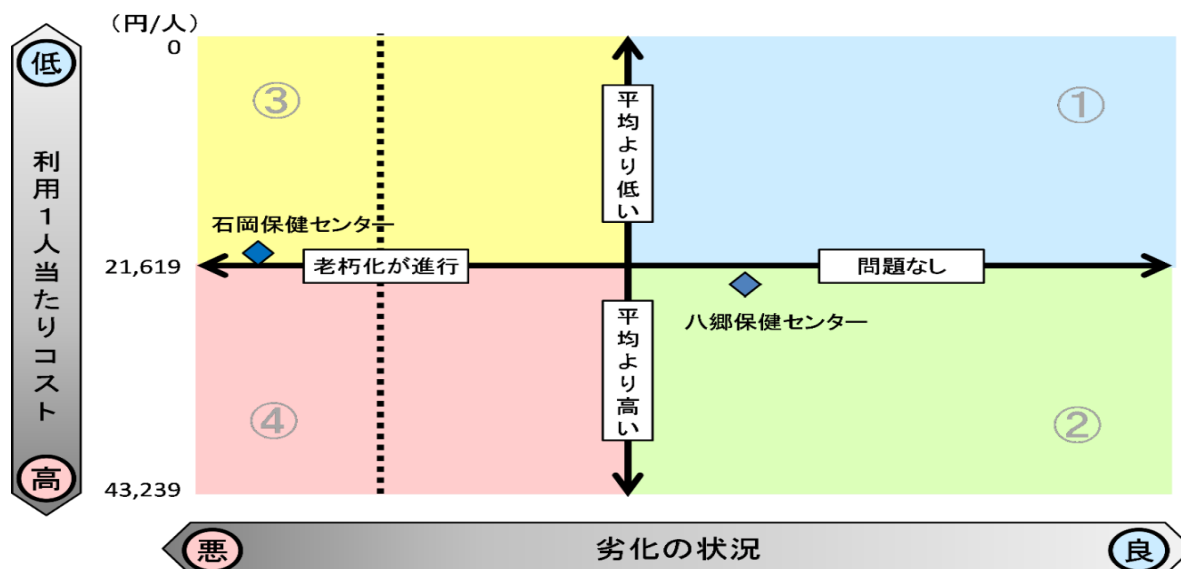 (円/人)
0
低
③
①
平均より低い
利用1人当たりコスト
石岡保健センター
21,619
老朽化が進行
問題なし
八郷保健センター
平均より高い
④
②
高
43,239
悪
劣化の状況
良